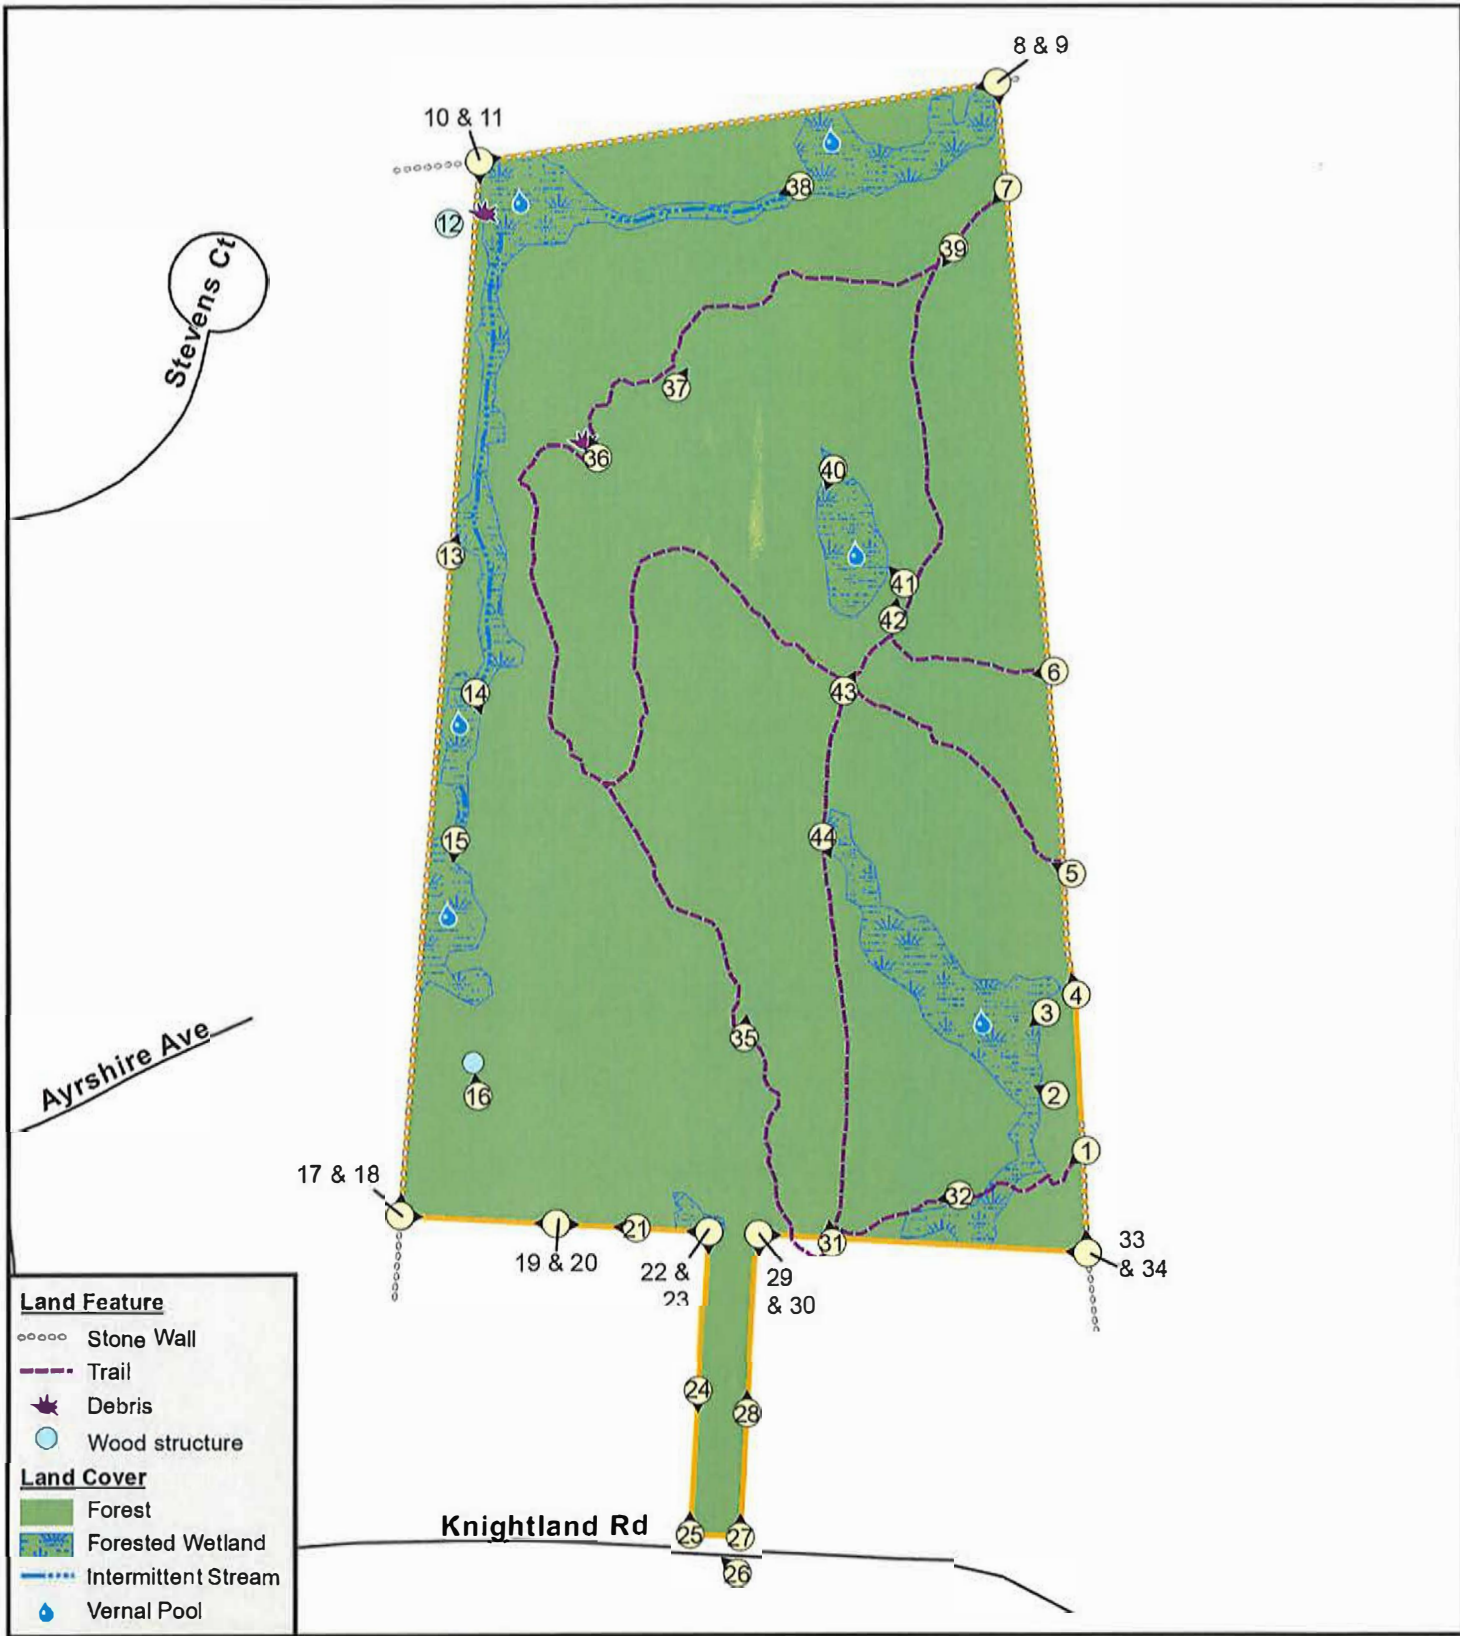 8 & 9
10 & 11
7
38
12
39
Stevens Ct
37
36
40
13
41
42
6
43
14
44
15
5
4
3
35
Ayrshire Ave
2
16
1
17 & 18
32
21
31
19 & 20
22 &
23
29
& 30
33
& 34
24
28
25
27
26
Knightland Rd
Land Feature
Stone Wall
Trail
Debris
Wood structure
Land Cover
Forest
Forested Wetland
Intermittent Stream
Vernal Pool